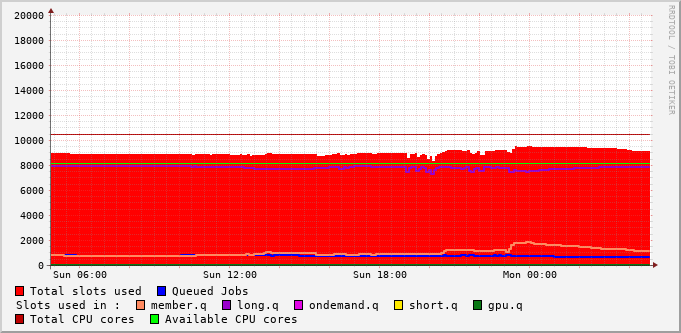 RRDTOOL / TOBI OETIKER
20000
18000
16000
14000
12000
10000
8000
6000
4000
2000
0
Sun 06:00 Sun 12:00 Sun 18:00 Mon 00:00
Total slots used Queued Jobs
Slots used in : member.q long.q ondemand.q short.q gpu.q
Total CPU cores Available CPU cores